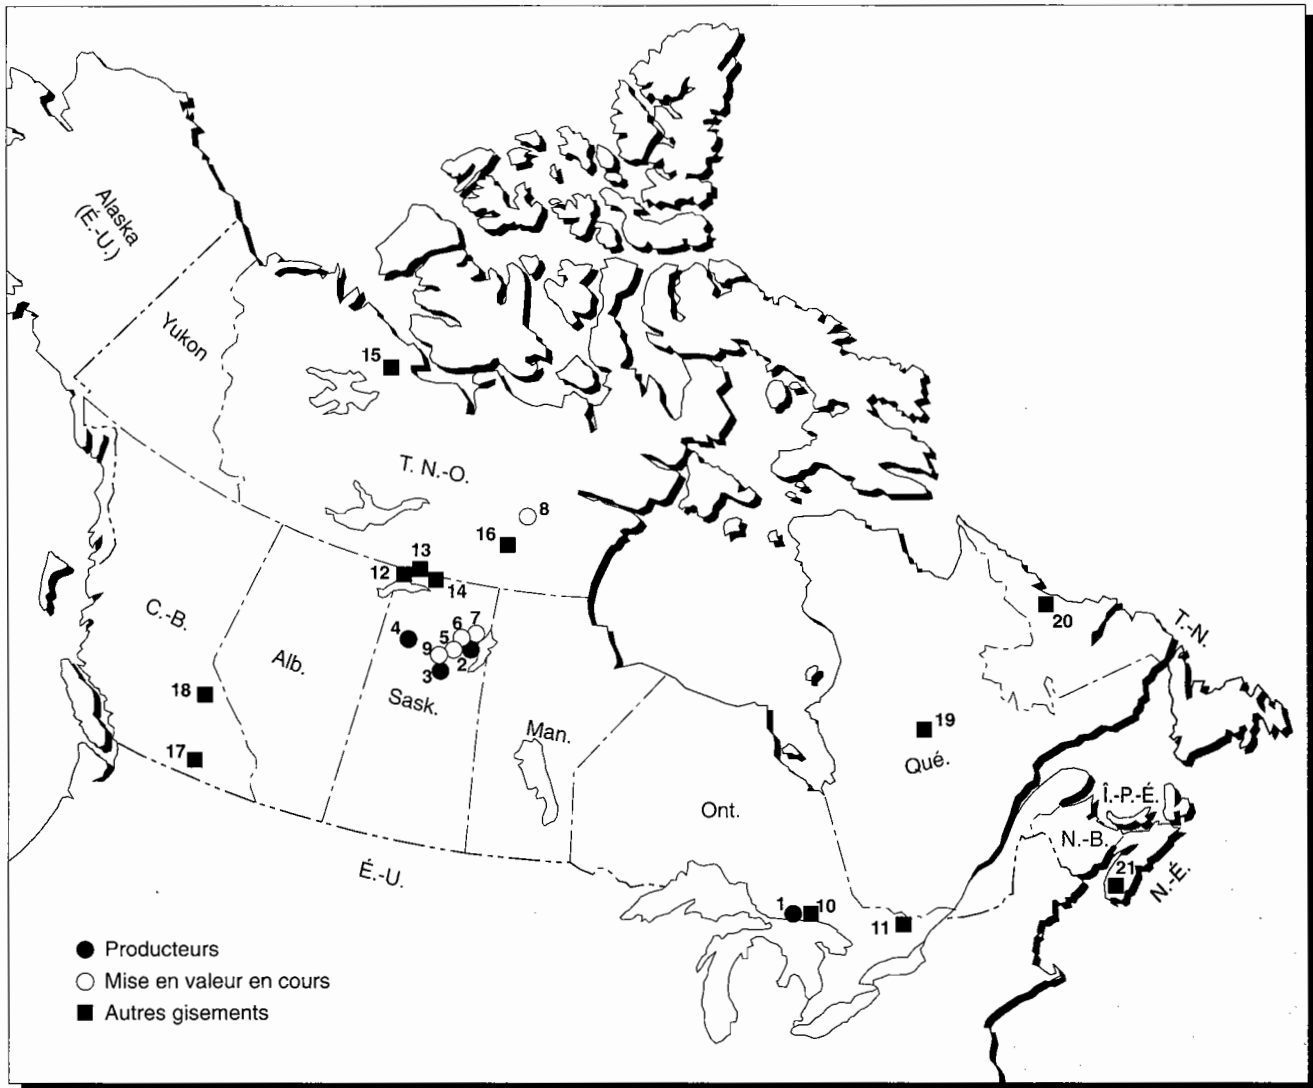 Alaska
(É.-U.)
Yukon
15
T. N.-O.
8
16
13
12
14
C.-B.
4
6
7
5
9
2
3
20
T.-N.
Alb.
18
Sask.
17
Man.
19
Qué.
Î.-P.-É.
Ont.
N.-B.
21
N.-É.
É.-U.
1
10
11
Producteurs
Mise en valeur en cours
Autres gisements